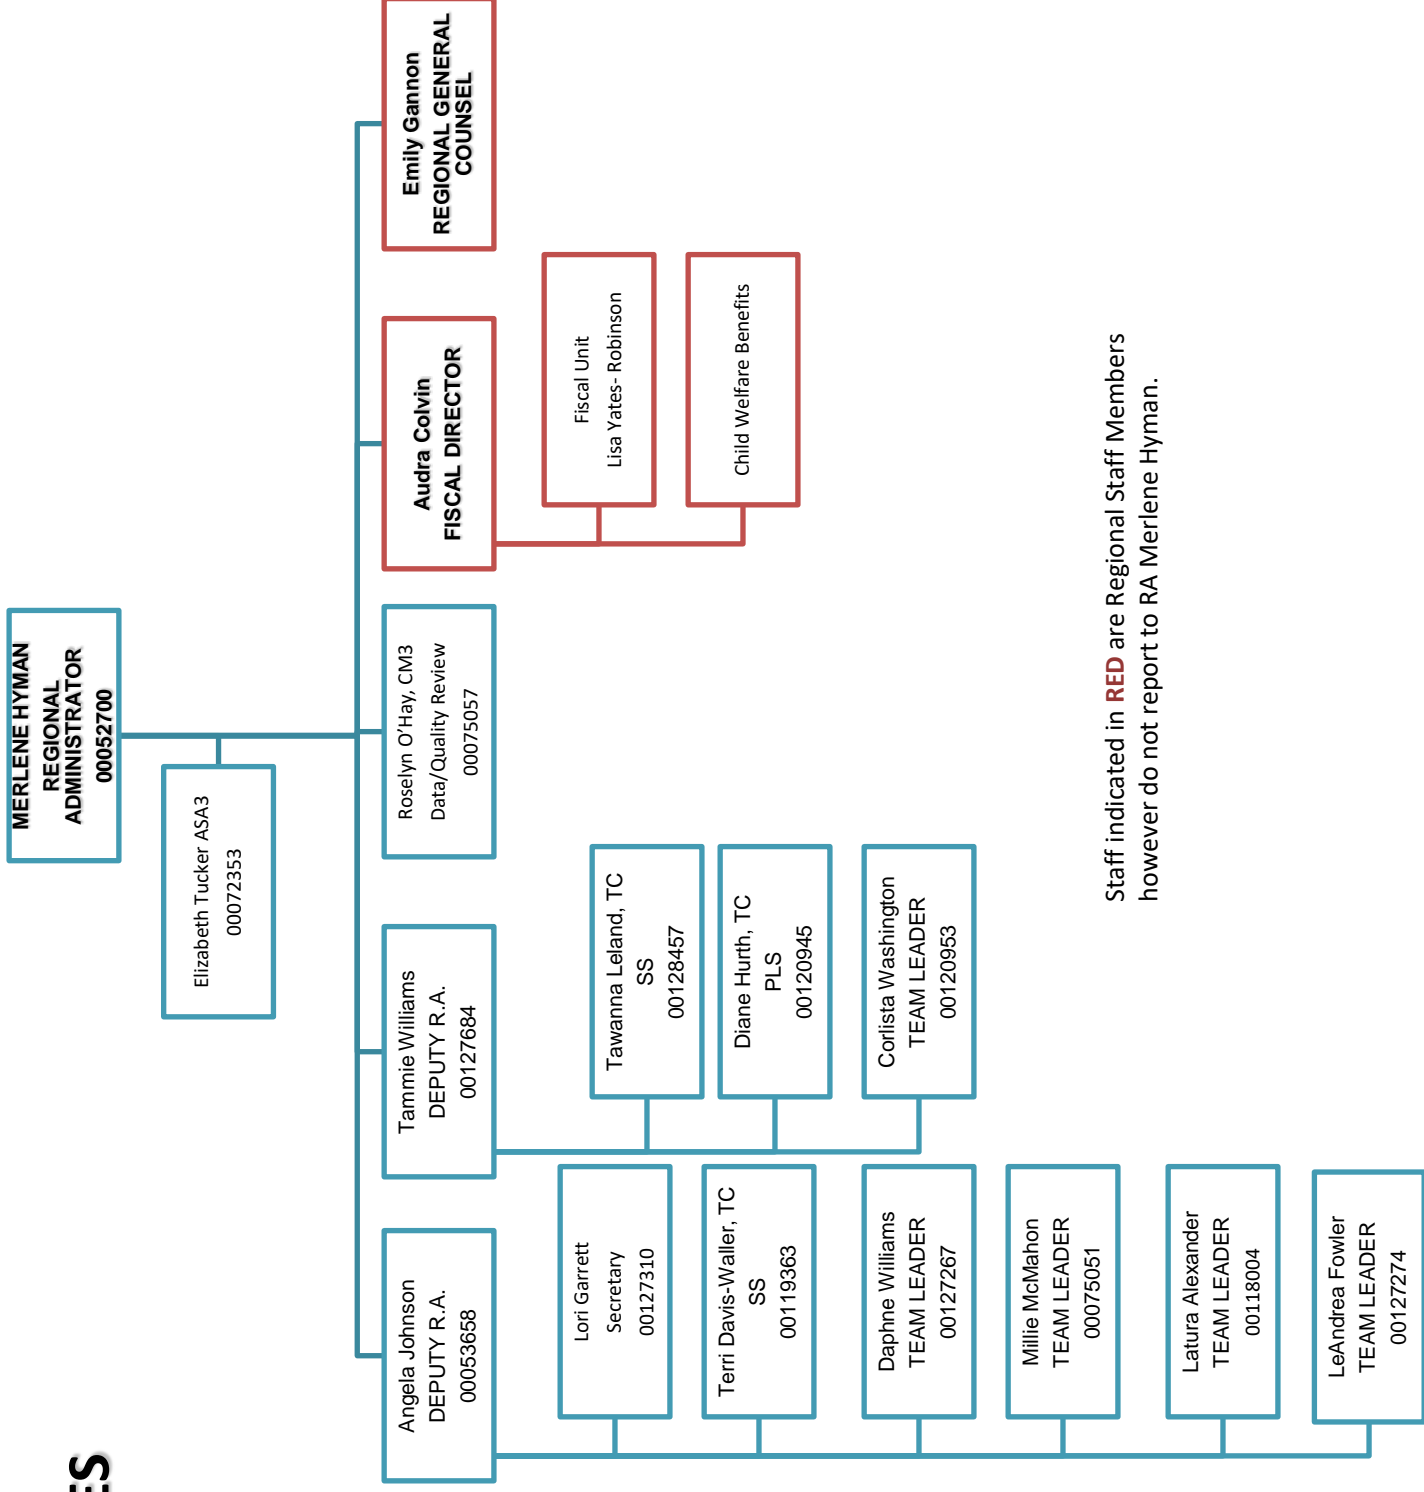 ES
MERLENE HYMAN
REGIONAL
ADMINISTRATOR
00052700
Elizabeth Tucker ASA3
00072353
Angela Johnson
DEPUTY R.A.
00053658
Tammie Williams
DEPUTY R.A.
00127684
Roselyn O’Hay, CM3
Data/Quality Review
00075057
Audra Colvin
FISCAL DIRECTOR
Emily Gannon
REGIONAL GENERAL
COUNSEL
Lori Garrett
Secretary
00127310
Terri Davis-Waller, TC
SS
00119363
Daphne Williams
TEAM LEADER
00127267
Millie McMahon
TEAM LEADER
00075051
Latura Alexander
TEAM LEADER
00118004
LeAndrea Fowler
TEAM LEADER
00127274
Tawanna Leland, TC
SS
00128457
Diane Hurth, TC
PLS
00120945
Corlista Washington
TEAM LEADER
00120953
Fiscal Unit
Lisa Yates- Robinson
Child Welfare Benefits
Staff indicated in RED are Regional Staff Members
however do not report to RA Merlene Hyman.